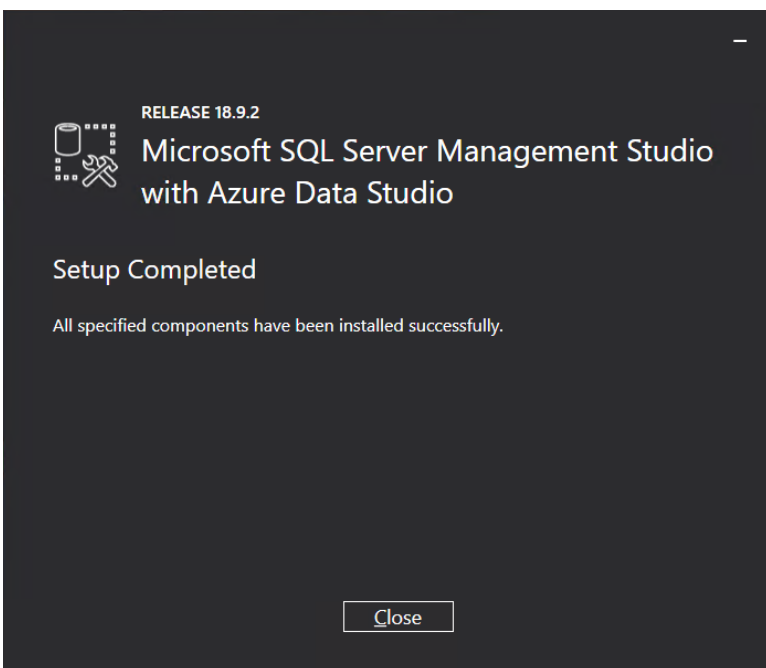 RELEASE 18.9.2
Microsoft SQL Server Management Studio
with Azure Data Studio
Setup Completed
All specified components have been installed successfully.
Close